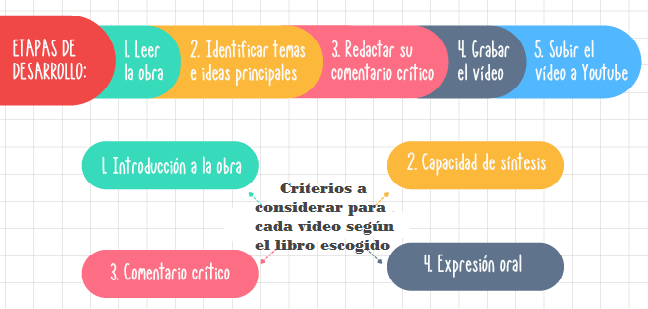 ETAPAS DE
DESARROLLO:
1. Leer
la obra
2. Identificar temas
e ideas principales
3. Redactar su
comentario crítico
4. Grabar
el vídeo
5. Subir el
vídeo a Youtube
1. Introducción a la obra
2. Capacidad de síntesis
Criterios a
considerar para
cada video según
el libro escogido
3. Comentario crítico
4. Expresión oral